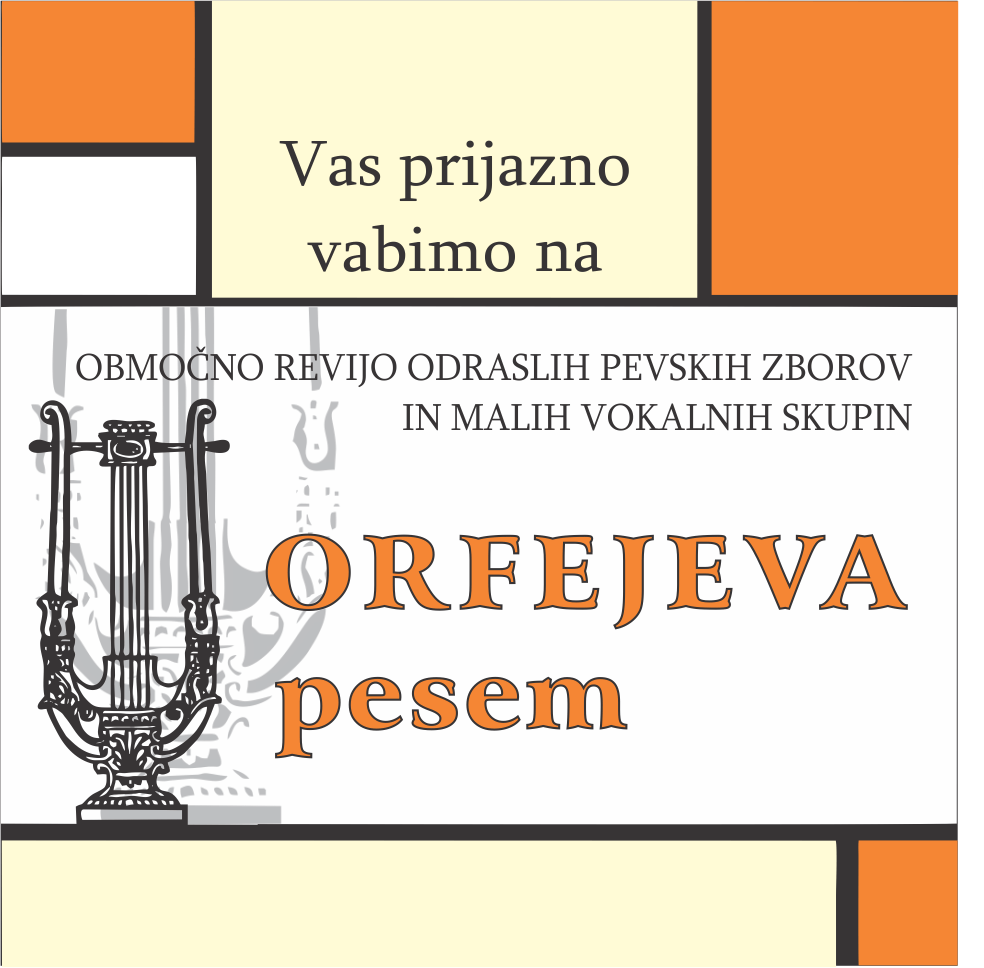 Vas prijazno
vabimo na
OBMOČNO REVIJO ODRASLIH PEVSKIH ZBOROV
IN MALIH VOKALNIH SKUPIN
ORFEJEVA
pesem